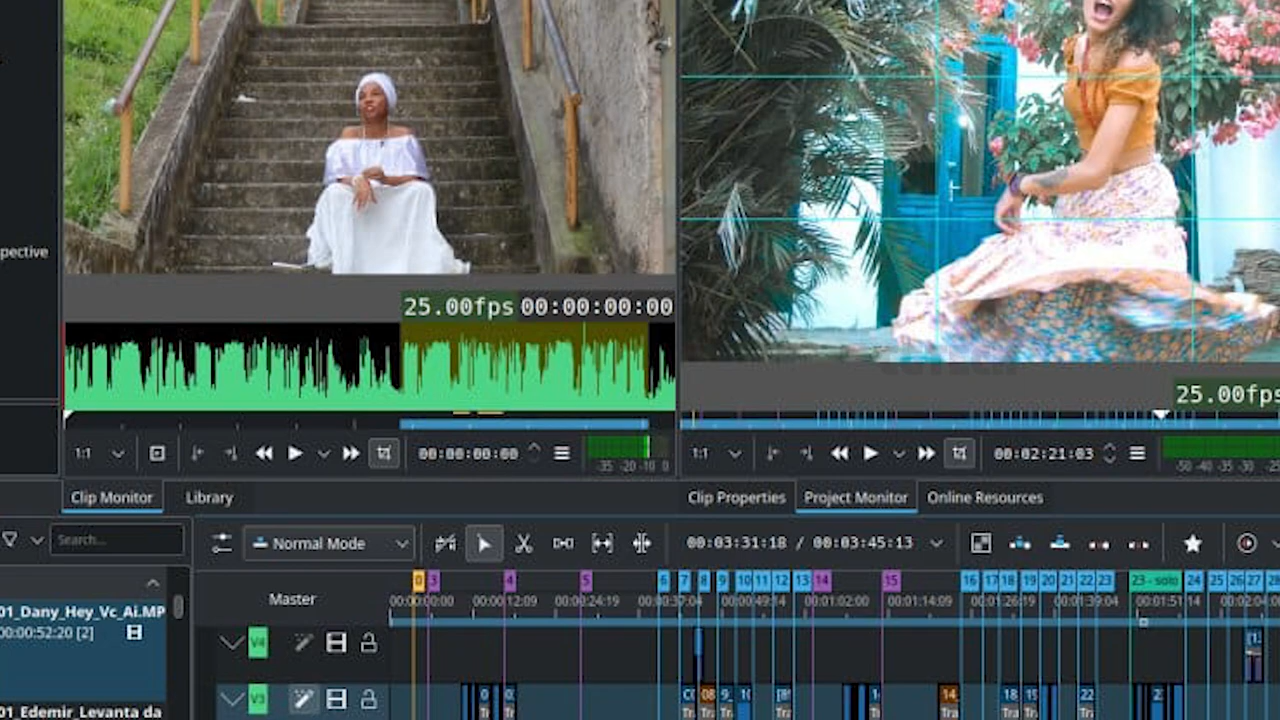 pective
25.00fps 00:00:00:00
25.00fps
1:1
00:00:00:00
-35 -20 -10 0
1:1
00:02:21:03
-50 -40 -35 -30
Clip Monitor
Library
Clip Properties
Project Monitor
Online Resources
Search...
Normal Mode
00:03:31:18 / 00:03:45:13
Master
0 3 4 5 6 7 8 9 10 11 12 13 14 15 16 17 18 19 20 21 22 23 23 - solo 24 25 26 27 28
00:00:00:00 00:00:12:09 00:00:24:19 00:00:37:04 00:00:49:14 00:01:02:00 00:01:14:09 00:01:26:19 00:01:39:04 00:01:51:14 00:02:04:0
01_Dany_Hey_Vc_Ai.MP
00:00:52:20 [2]
V4
V3
01_Edemir_Levanta da